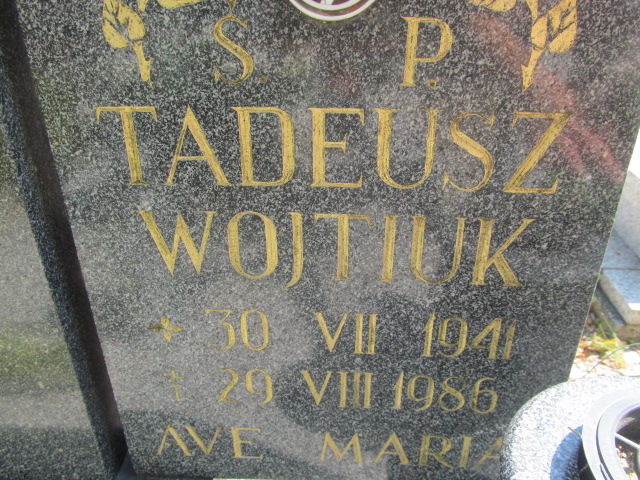 Ś. P.
TADEUSZ
WOJTIUK
30 VII 1941
† 29 VIII 1986
AVE MARIA